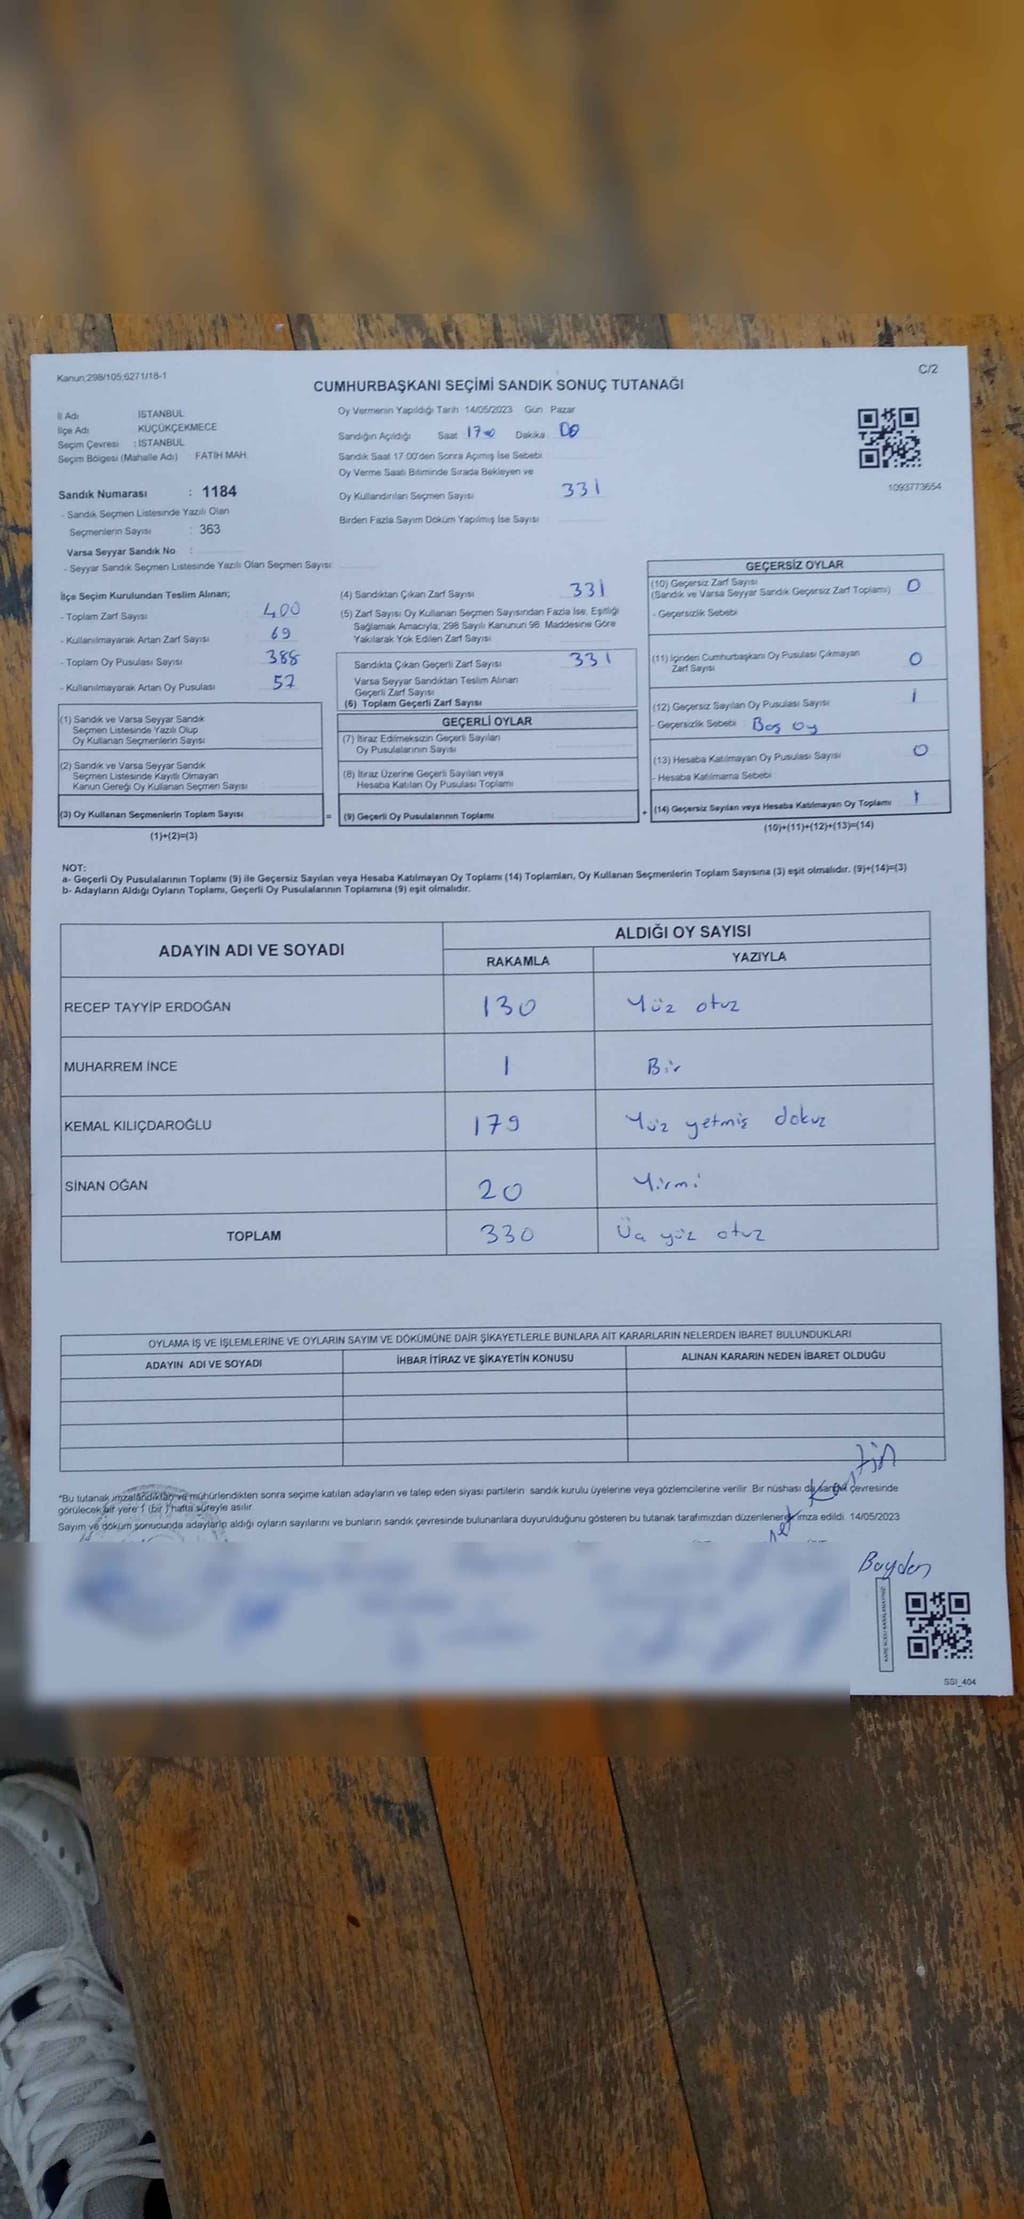 Kanun;298/105;6271/18-1
C/2
CUMHURBAŞKANI SEÇİMİ SANDIK SONUÇ TUTANAĞI
İl Adı İSTANBUL
İlçe Adı KÜÇÜKÇEKMECE
Seçim Çevresi : İSTANBUL
Seçim Bölgesi (Mahalle Adı) FATİH MAH.
Sandık Numarası : 1184
- Sandık Seçmen Listesinde Yazılı Olan
Seçmenlerin Sayısı : 363
Varsa Seyyar Sandık No :
- Seyyar Sandık Seçmen Listesinde Yazılı Olan Seçmen Sayısı:
Oy Vermenin Yapıldığı Tarih 14/05/2023 Gün Pazar
Sandığın Açıldığı Saat 17 Dakika 00
Sandık Saat 17 00'den Sonra Açımış İse Sebebi
Oy Verme Saati Bitiminde Sırada Bekleyen ve
Oy Kullandırılan Seçmen Sayısı 331
Birden Fazla Sayım Döküm Yapılmış İse Sayısı
1093773654
İlçe Seçim Kurulundan Teslim Alınan;
- Toplam Zarf Sayısı 400
- Kullanılmayarak Artan Zarf Sayısı 69
- Toplam Oy Pusulası Sayısı 388
- Kullanılmayarak Artan Oy Pusulası 57
(1) Sandık ve Varsa Seyyar Sandık
Seçmen Listesinde Yazılı Olup
Oy Kullanan Seçmenlerin Sayısı
(2) Sandık ve Varsa Seyyar Sandık
Seçmen Listesinde Kayıtlı Olmayan
Kanun Gereği Oy Kullanan Seçmen Sayısı
(3) Oy Kullanan Seçmenlerin Toplam Sayısı
(1)+(2)=(3)
(4) Sandıktan Çıkan Zarf Sayısı 331
(5) Zarf Sayısı Oy Kullanan Seçmen Sayısından Fazla İse, Eşitliği
Sağlamak Amacıyla, 298 Sayılı Kanunun 98. Maddesine Göre
Yakılarak Yok Edilen Zarf Sayısı
Sandıkta Çıkan Geçerli Zarf Sayısı 331
Varsa Seyyar Sandıktan Teslim Alınan
Geçerli Zarf Sayısı
(6) Toplam Geçerli Zarf Sayısı
GEÇERLİ OYLAR
(7) İtiraz Edilmeksizin Geçerli Sayılan
Oy Pusulalarının Sayısı
(8) İtiraz Üzerine Geçerli Sayılan veya
Hesaba Katılan Oy Pusulası Toplamı
= (9) Geçerli Oy Pusulalarının Toplamı +
GEÇERSİZ OYLAR
(10) Geçersiz Zarf Sayısı
(Sandık ve Varsa Seyyar Sandık Geçersiz Zarf Toplamı) 0
- Geçersizlik Sebebi
(11) İçinden Cumhurbaşkanı Oy Pusulası Çıkmayan
Zarf Sayısı 0
(12) Geçersiz Sayılan Oy Pusulası Sayısı 1
- Geçersizlik Sebebi Boş oy
(13) Hesaba Katılmayan Oy Pusulası Sayısı 0
- Hesaba Katılmama Sebebi
(14) Geçersiz Sayılan veya Hesaba Katılmayan Oy Toplamı 1
(10)+(11)+(12)+(13)=(14)
NOT:
a- Geçerli Oy Pusulalarının Toplamı (9) ile Geçersiz Sayılan veya Hesaba Katılmayan Oy Toplamı (14) Toplamları, Oy Kullanan Seçmenlerin Toplam Sayısına (3) eşit olmalıdır. (9)+(14)=(3)
b- Adayların Aldığı Oyların Toplamı, Geçerli Oy Pusulalarının Toplamına (9) eşit olmalıdır.
ADAYIN ADI VE SOYADI ALDIĞI OY SAYISI
RAKAMLA YAZIYLA
RECEP TAYYİP ERDOĞAN 130 Yüz otuz
MUHARREM İNCE 1 Bir
KEMAL KILIÇDAROĞLU 179 Yüz yetmiş dokuz
SİNAN OĞAN 20 Yirmi
TOPLAM 330 Üç yüz otuz
OYLAMA İŞ VE İŞLEMLERİNE VE OYLARIN SAYIM VE DÖKÜMÜNE DAİR ŞİKAYETLERLE BUNLARA AİT KARARLARIN NELERDEN İBARET BULUNDUKLARI
ADAYIN ADI VE SOYADI İHBAR İTİRAZ VE ŞİKAYETİN KONUSU ALINAN KARARIN NEDEN İBARET OLDUĞU
*Bu tutanak imzalandıktan ve mühürlendikten sonra seçime katılan adayların ve talep eden siyasi partilerin sandık kurulu üyelerine veya gözlemcilerine verilir. Bir nüshası da sandık çevresinde
görülecek bir yere 1 (bir) hafta süreyle asılır.
Sayım ve döküm sonucunda adayların aldığı oyların sayılarını ve bunların sandık çevresinde bulunanlara duyurulduğunu gösteren bu tutanak tarafımızdan düzenlenerek imza edildi. 14/05/2023
SSI_404